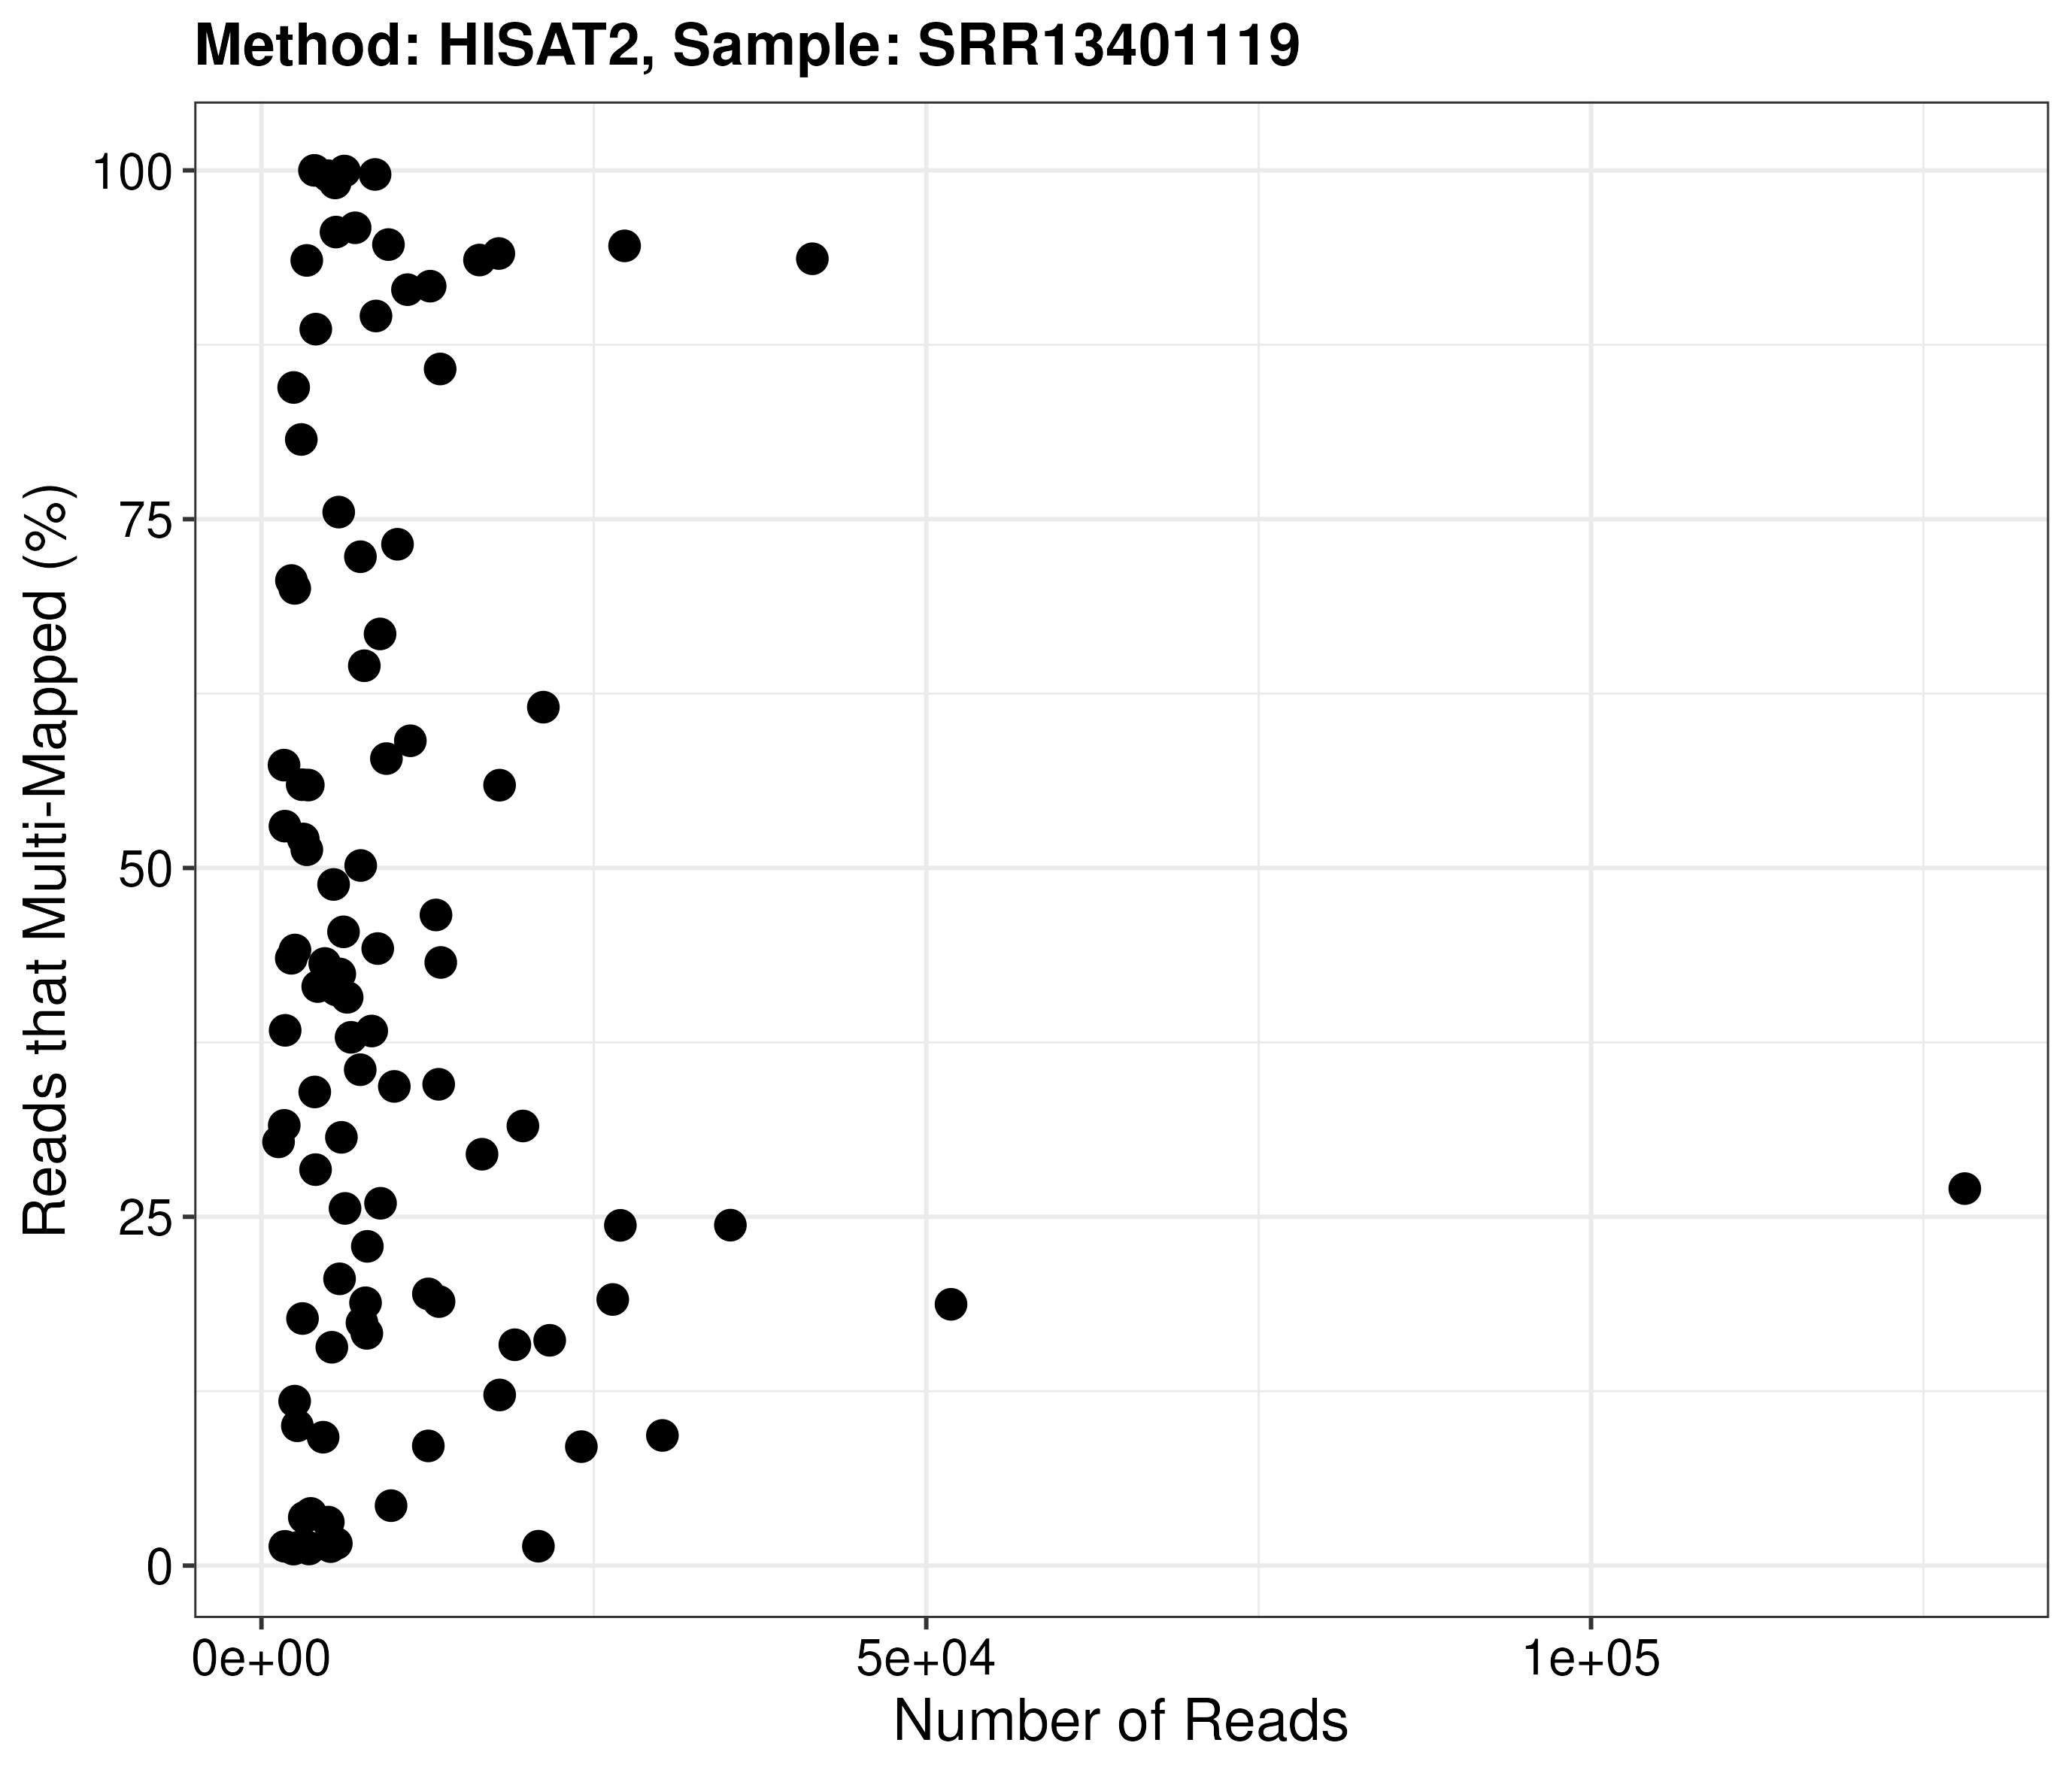 Method: HISAT2, Sample: SRR13401119
Reads that Multi-Mapped (%)
100
75
50
25
0
0e+00 5e+04 1e+05
Number of Reads